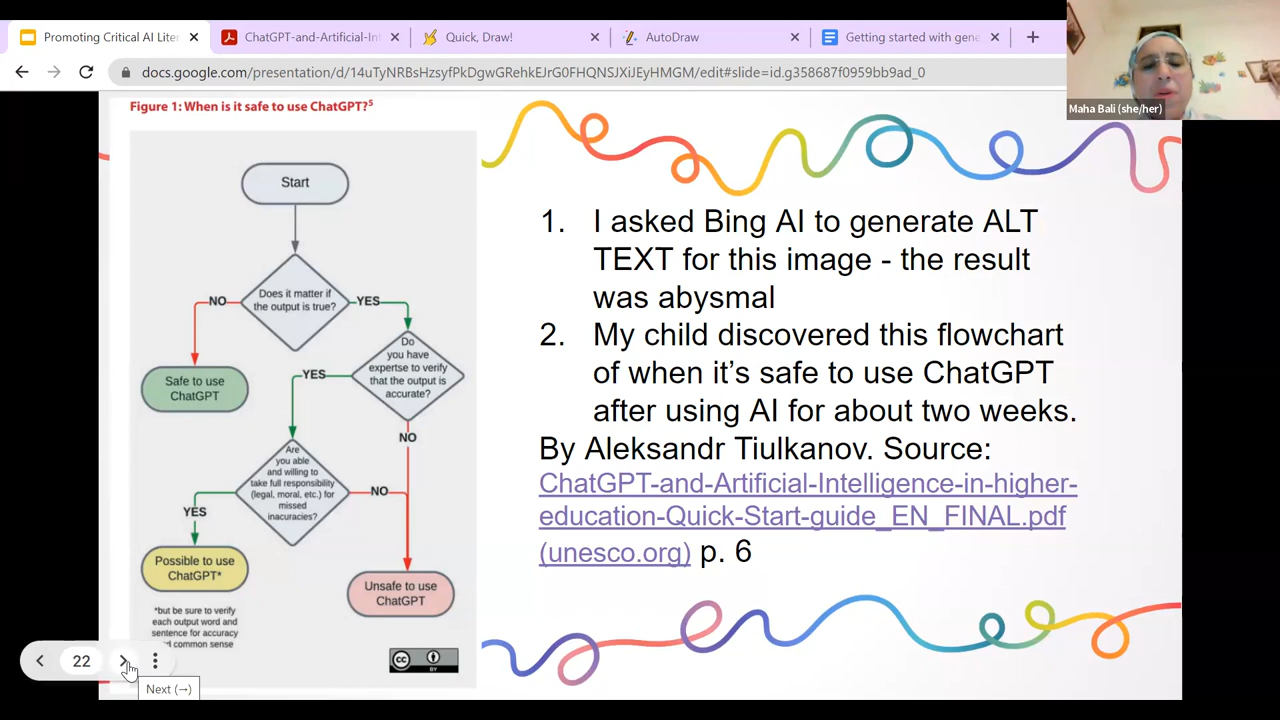 Promoting Critical AI Liter
ChatGPT-and-Artificial-Int
Quick, Draw!
AutoDraw
Getting started with gene
docs.google.com/presentation/d/14uTyNRBsHzsyfPkDgwGRehkEJrG0FHQNSJXiJEyHMGM/edit#slide=id.g358687f0959bb9ad_0
Maha Bali (she/her)
Figure 1: When is it safe to use ChatGPT?5
Start
Does it matter if
the output is true?
NO
YES
Do
you have
expertse to verify
that the output is
accurate?
YES
NO
Safe to use
ChatGPT
Are
you able
and willing to
take full responsibility
(legal, moral, etc.) for
missed
inacuracies?
YES
NO
Possible to use
ChatGPT*
Unsafe to use
ChatGPT
*but be sure to verify
each output word and
sentence for accuracy
common sense
BY
1. I asked Bing AI to generate ALT
TEXT for this image - the result
was abysmal
2. My child discovered this flowchart
of when it’s safe to use ChatGPT
after using AI for about two weeks.
By Aleksandr Tiulkanov. Source:
ChatGPT-and-Artificial-Intelligence-in-higher-
education-Quick-Start-guide_EN_FINAL.pdf
(unesco.org) p. 6
22
Next (→)